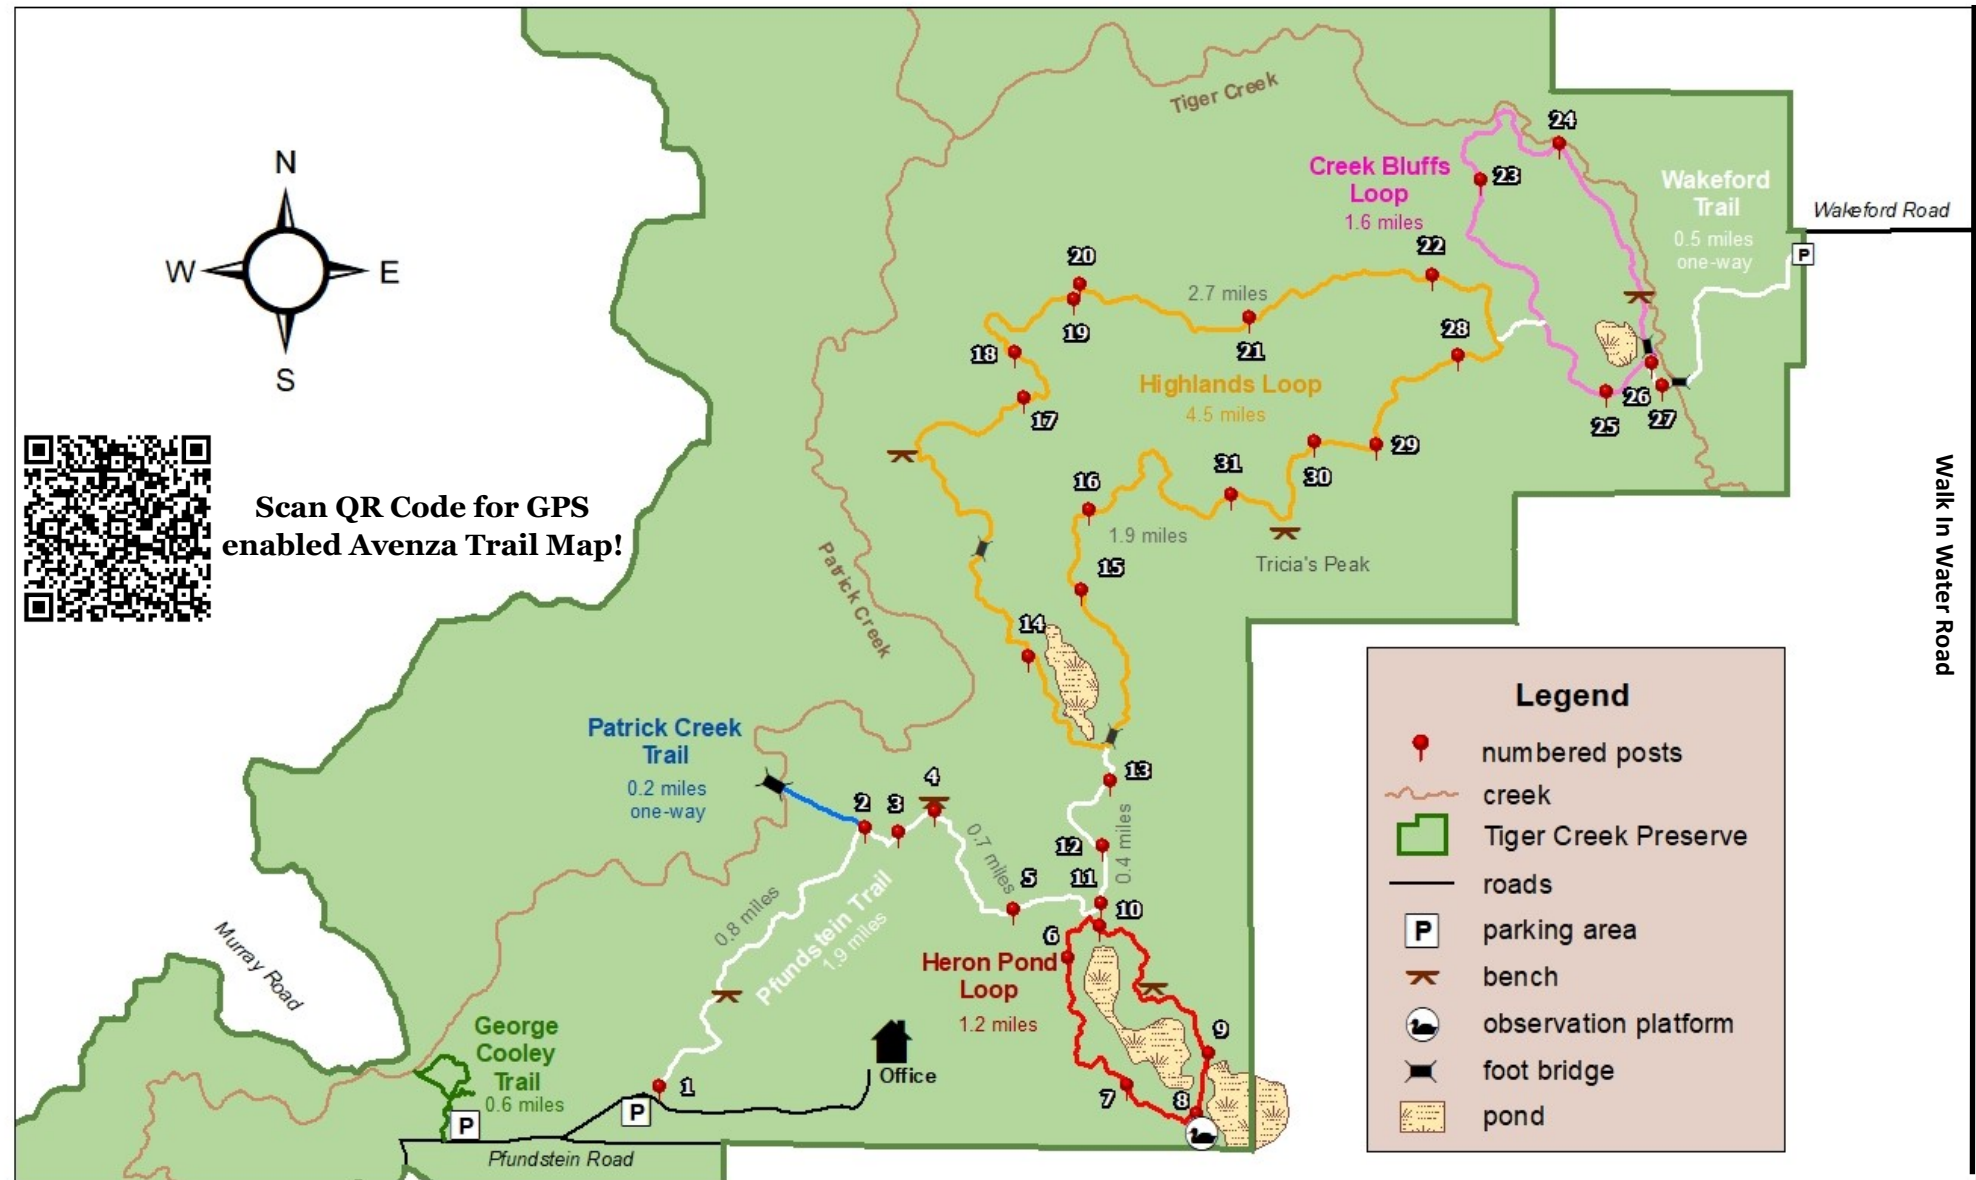 N
W
E
S
Scan QR Code for GPS
enabled Avenza Trail Map!
Tiger Creek
Creek Bluffs
Loop
1.6 miles
24
23
Wakeford
Trail
0.5 miles
one-way
Wakeford Road
P
22
20
2.7 miles
19
21
28
18
Highlands Loop
4.5 miles
17
26
27
25
29
31
30
16
1.9 miles
Tricia's Peak
15
Patrick Creek
14
Walk In Water Road
Patrick Creek
Trail
0.2 miles
one-way
13
4
2
3
0.7 miles
12
0.4 miles
5
11
10
0.8 miles
Pfundstein Trail
1.9 miles
6
Heron Pond
Loop
1.2 miles
9
7
8
Murray Road
George
Cooley
Trail
0.6 miles
P
1
P
Office
Pfundstein Road
Legend
numbered posts
creek
Tiger Creek Preserve
roads
P
parking area
bench
observation platform
foot bridge
pond